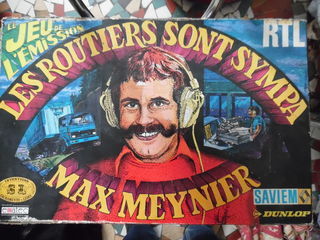 LE JEU DE
L'ÉMISSION
RTL
LES ROUTIERS SONT SYMPA
MAX MEYNIER
SAVIEM
DUNLOP